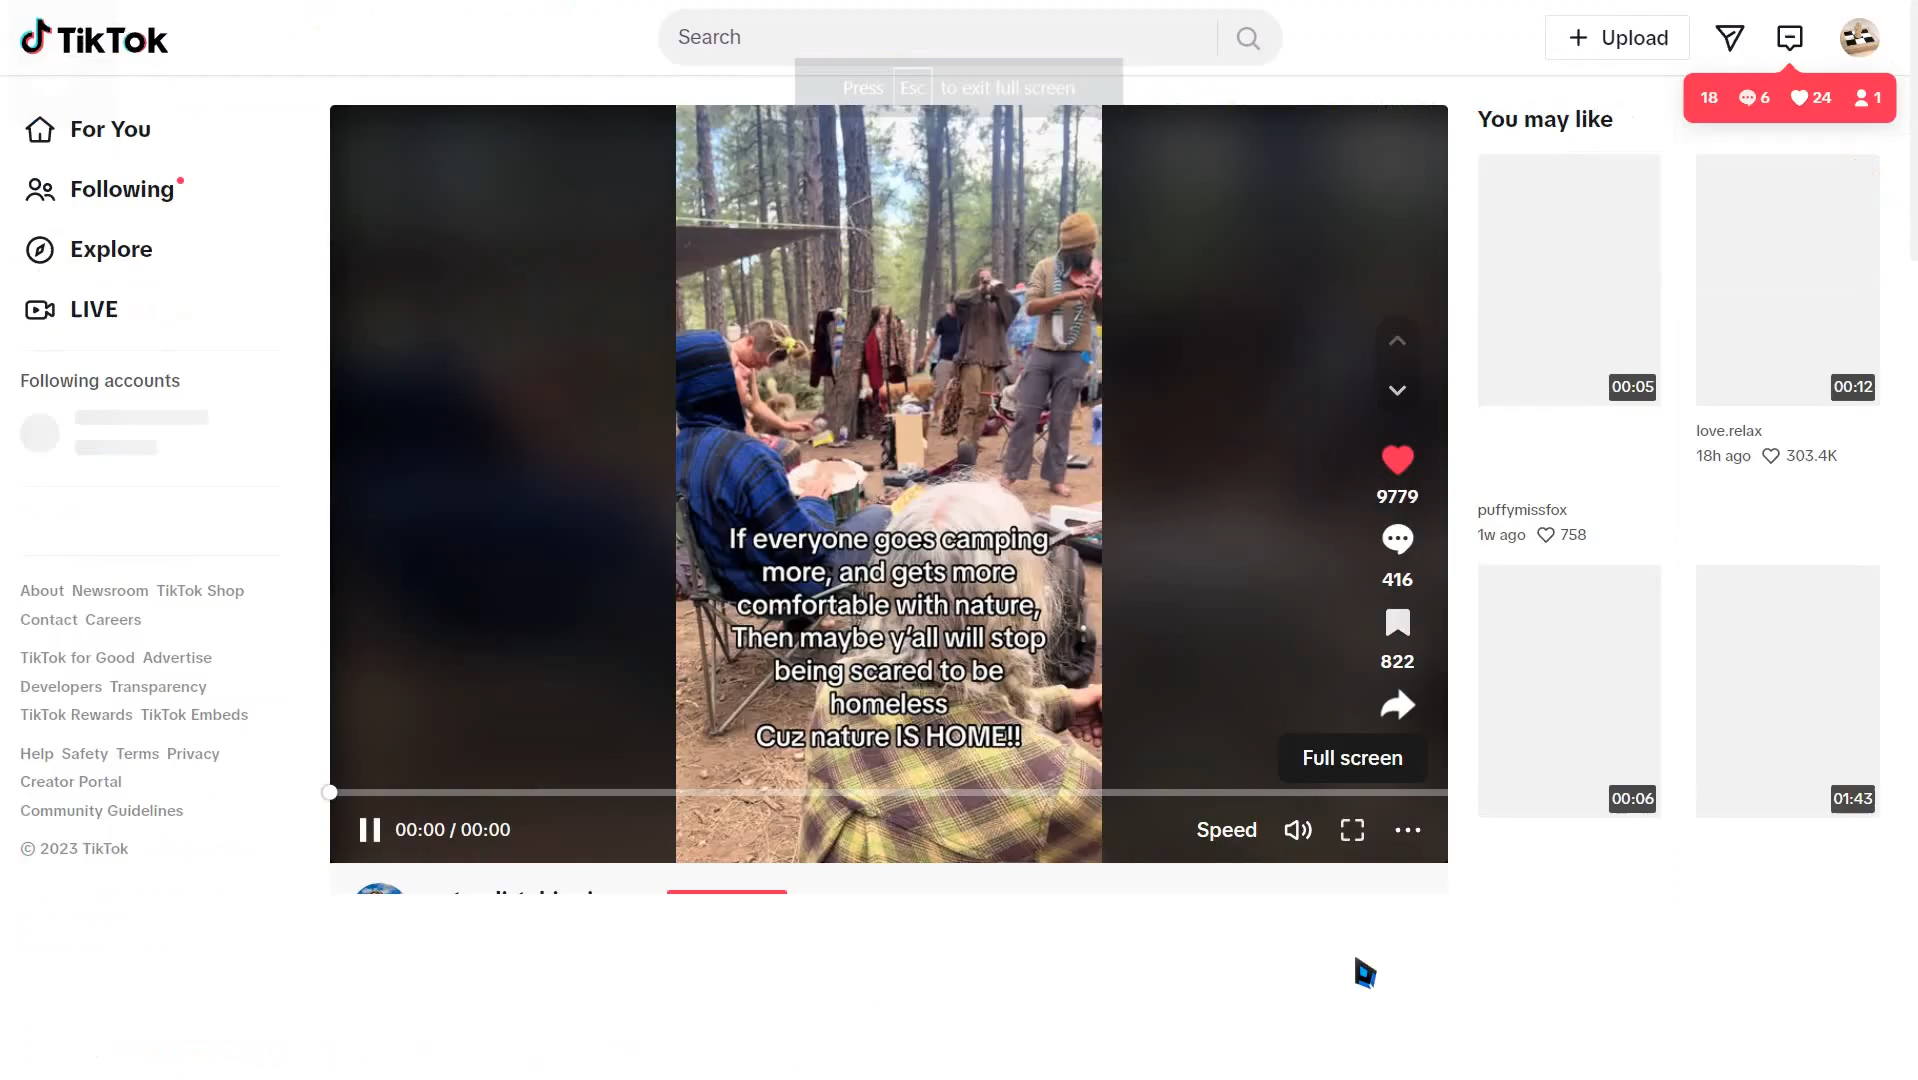 TikTok
Search
Upload
Press Esc to exit full screen
18 6 24 1
For You
Following
Explore
LIVE
Following accounts
About Newsroom TikTok Shop
Contact Careers
TikTok for Good Advertise
Developers Transparency
TikTok Rewards TikTok Embeds
Help Safety Terms Privacy
Creator Portal
Community Guidelines
© 2023 TikTok
If everyone goes camping
more, and gets more
comfortable with nature,
Then maybe y'all will stop
being scared to be
homeless
Cuz nature IS HOME!!
9779
416
822
Full screen
00:00 / 00:00
Speed
You may like
00:05
00:12
love.relax
18h ago 303.4K
puffymissfox
1w ago 758
00:06
01:43